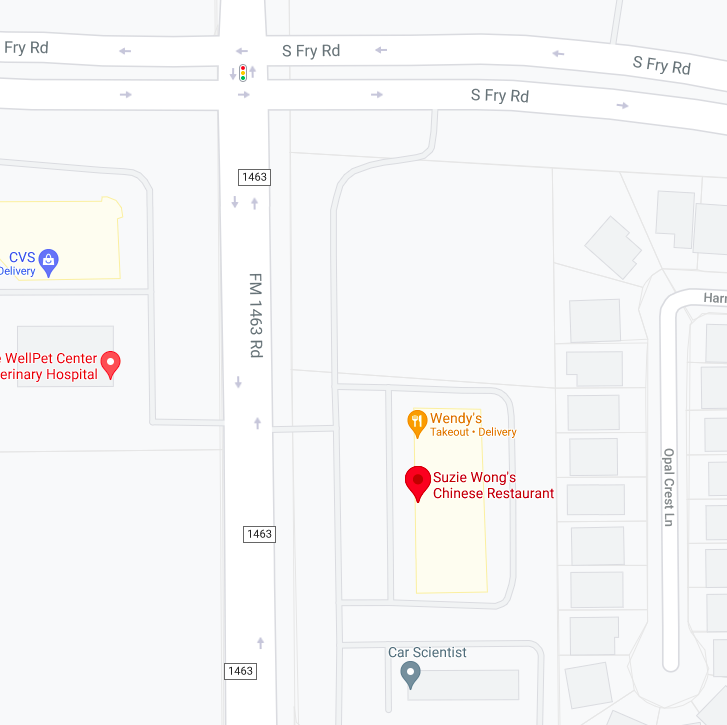 Fry Rd
S Fry Rd
S Fry Rd
S Fry Rd
1463
CVS
Delivery
FM 1463 Rd
WellPet Center
erinary Hospital
Wendy's
Takeout • Delivery
Suzie Wong's
Chinese Restaurant
Opal Crest Ln
1463
Car Scientist
1463